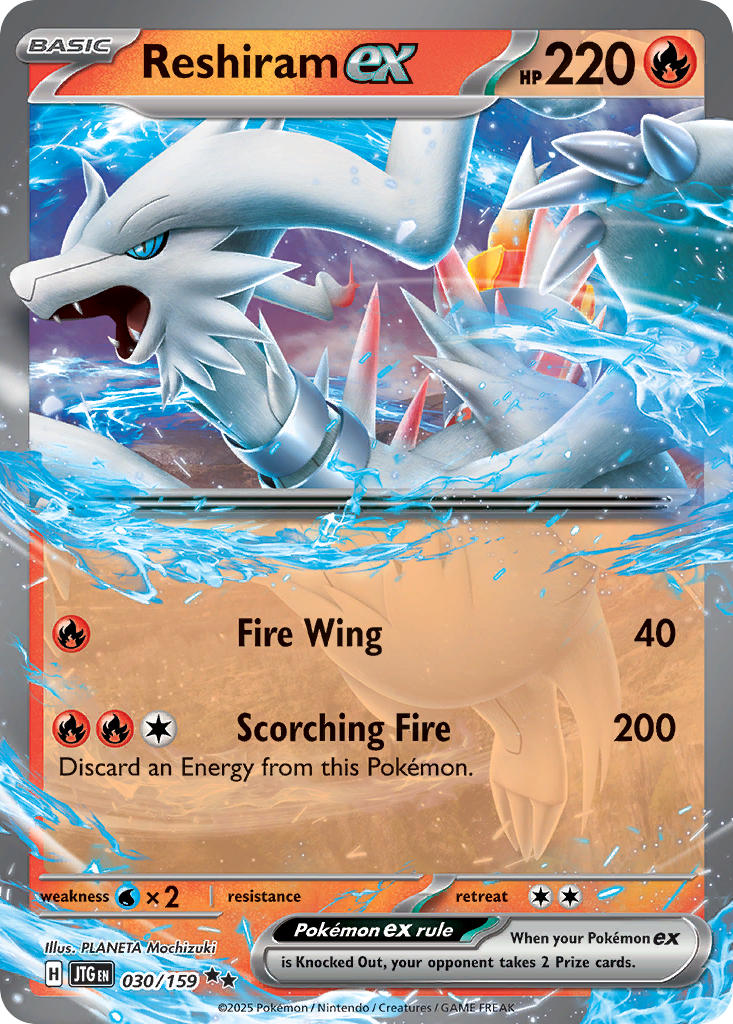 BASIC
Reshiram ex
HP 220
Fire Wing 40
Scorching Fire 200
Discard an Energy from this Pokémon.
weakness ×2 resistance retreat
Pokémon ex rule
When your Pokémon ex
is Knocked Out, your opponent takes 2 Prize cards.
Illus. PLANETA Mochizuki
H JTG EN 030/159 ★★
©2025 Pokémon / Nintendo / Creatures / GAME FREAK